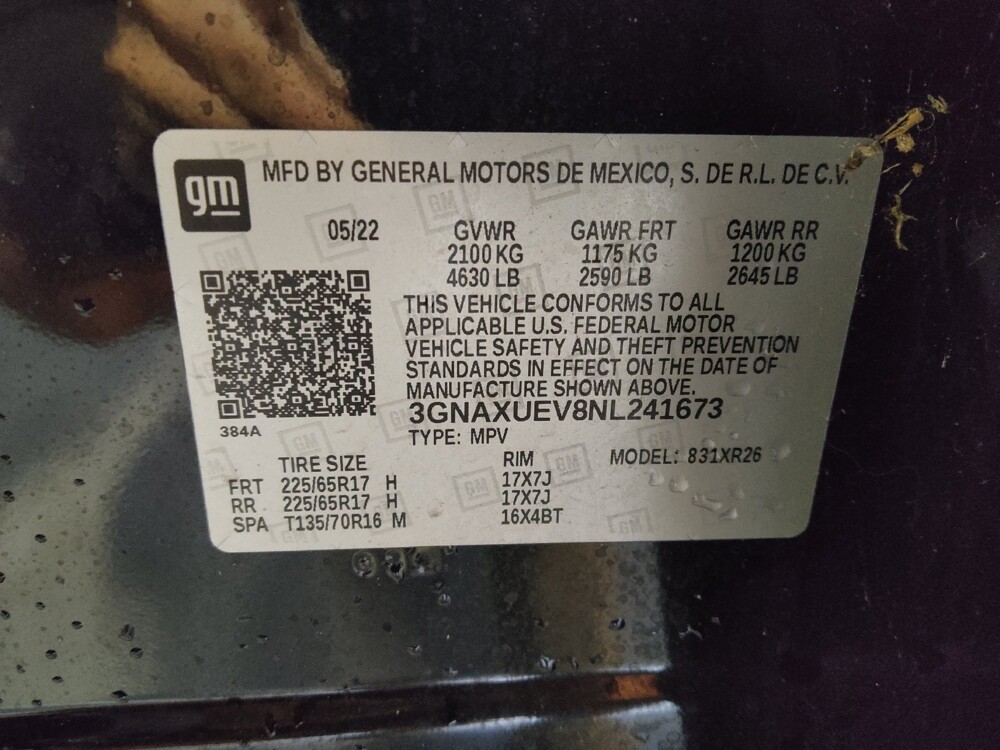 gm MFD BY GENERAL MOTORS DE MEXICO, S. DE R.L. DE C.V.
05/22 GVWR GAWR FRT GAWR RR
2100 KG 1175 KG 1200 KG
4630 LB 2590 LB 2645 LB
THIS VEHICLE CONFORMS TO ALL
APPLICABLE U.S. FEDERAL MOTOR
VEHICLE SAFETY AND THEFT PREVENTION
STANDARDS IN EFFECT ON THE DATE OF
MANUFACTURE SHOWN ABOVE.
3GNAXUEV8NL241673
384A
TYPE: MPV
TIRE SIZE RIM MODEL: 831XR26
FRT 225/65R17 H 17X7J
RR 225/65R17 H 17X7J
SPA T135/70R16 M 16X4BT